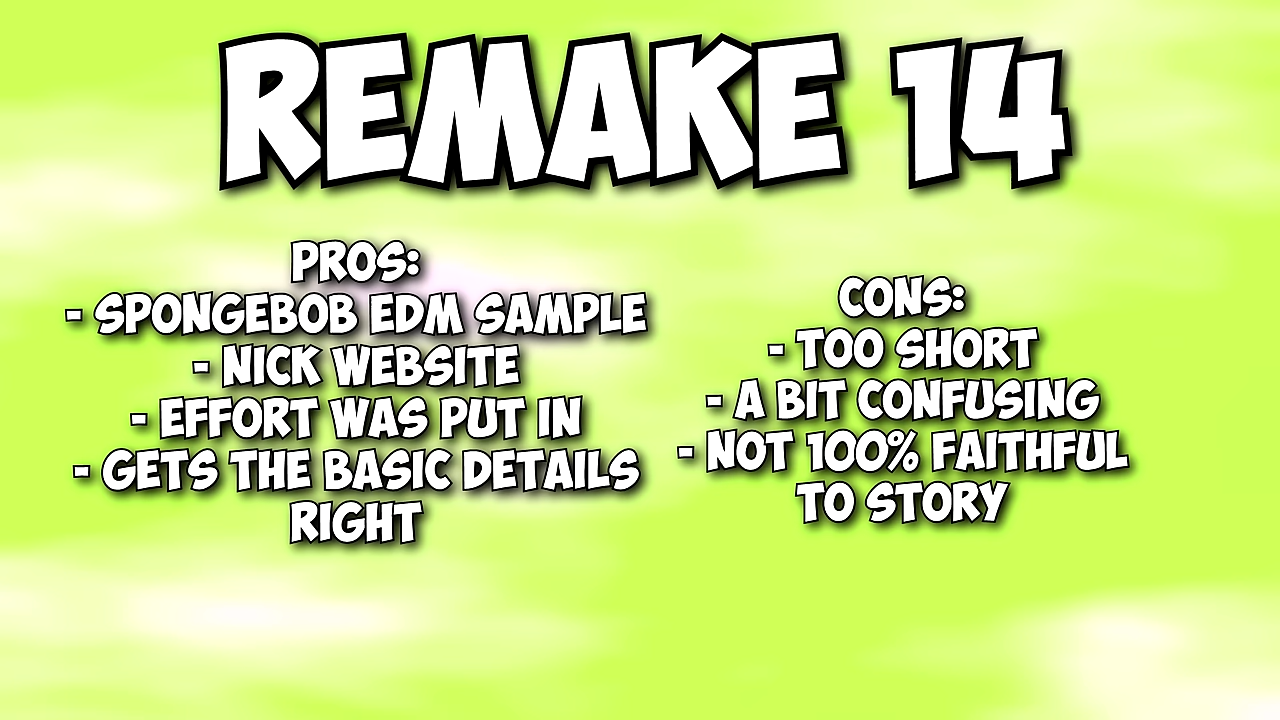 REMAKE 14
PROS:
- SPONGEBOB EDM SAMPLE
- NICK WEBSITE
- EFFORT WAS PUT IN
- GETS THE BASIC DETAILS
RIGHT
CONS:
- TOO SHORT
- A BIT CONFUSING
- NOT 100% FAITHFUL
TO STORY